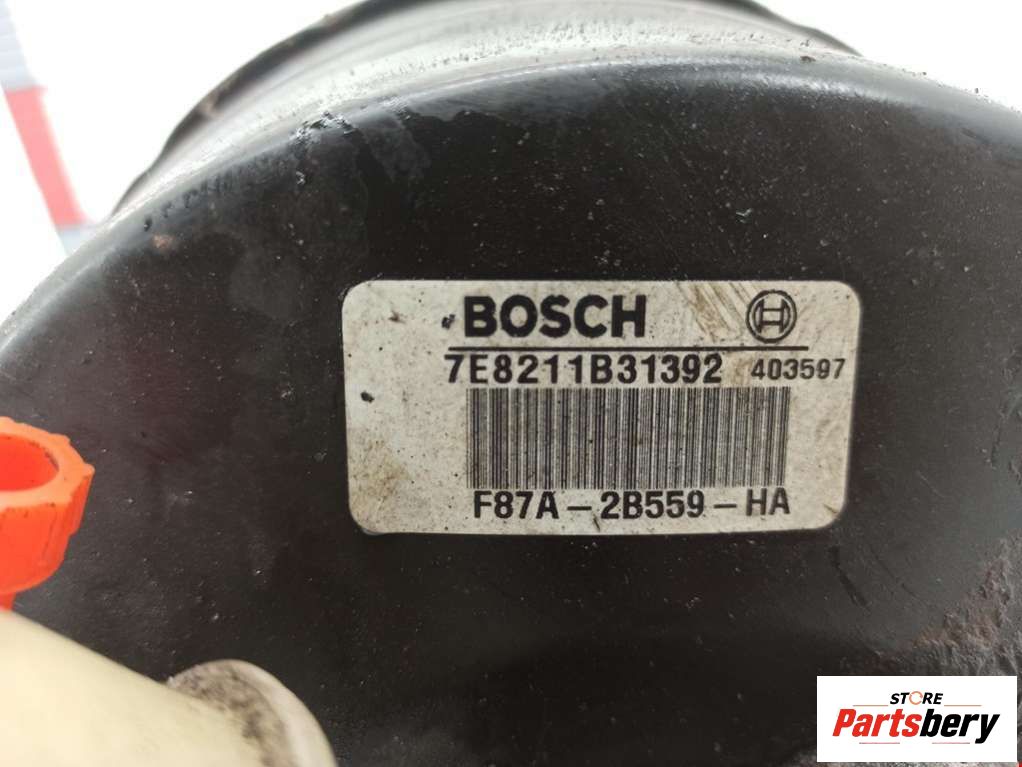 BOSCH
7E8211B31392 403597
F87A-2B559-HA
STORE
Partsbery